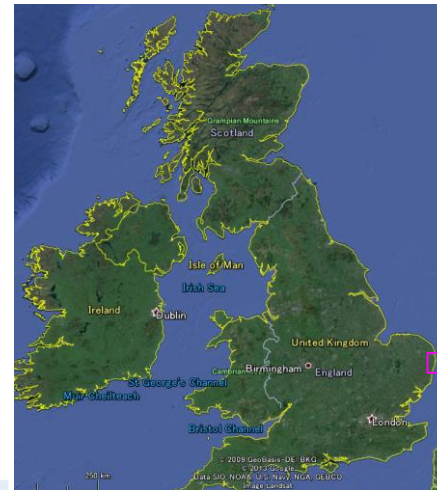 Grampian Mountains
Scotland
Isle of Man
Irish Sea
Ireland
Dublin
United Kingdom
Cambrian
Birmingham
England
St George's Channel
Muir Cheilteach
Bristol Channel
London
© 2009 GeoBasis-DE/BKG
© 2013 Google
250 km
Data SIO, NOAA, U.S. Navy, NGA, GEBCO
Image Landsat